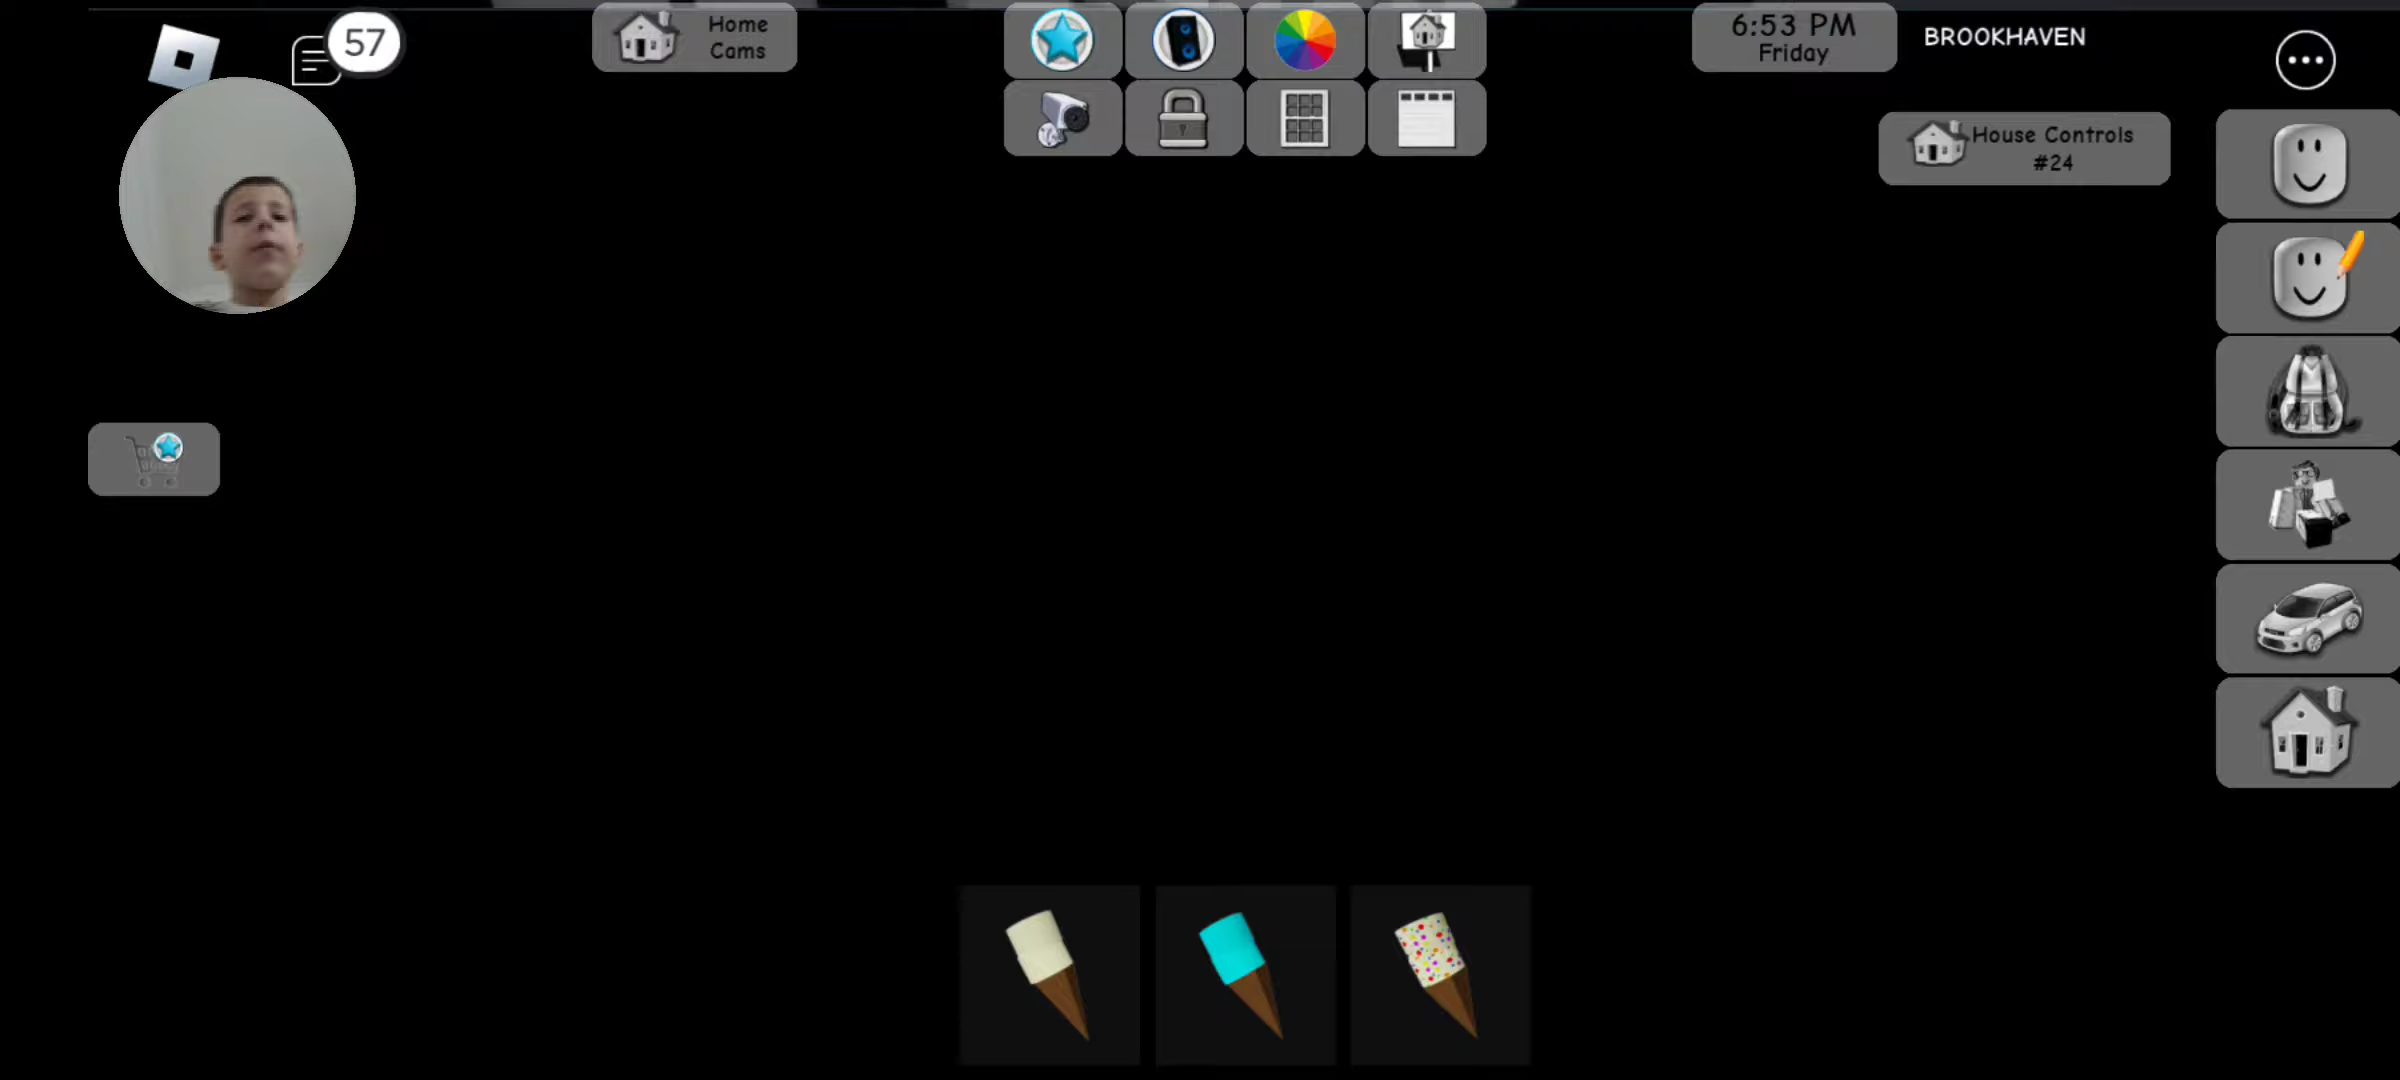 57
Home
Cams
6:53 PM
Friday
BROOKHAVEN
House Controls
#24